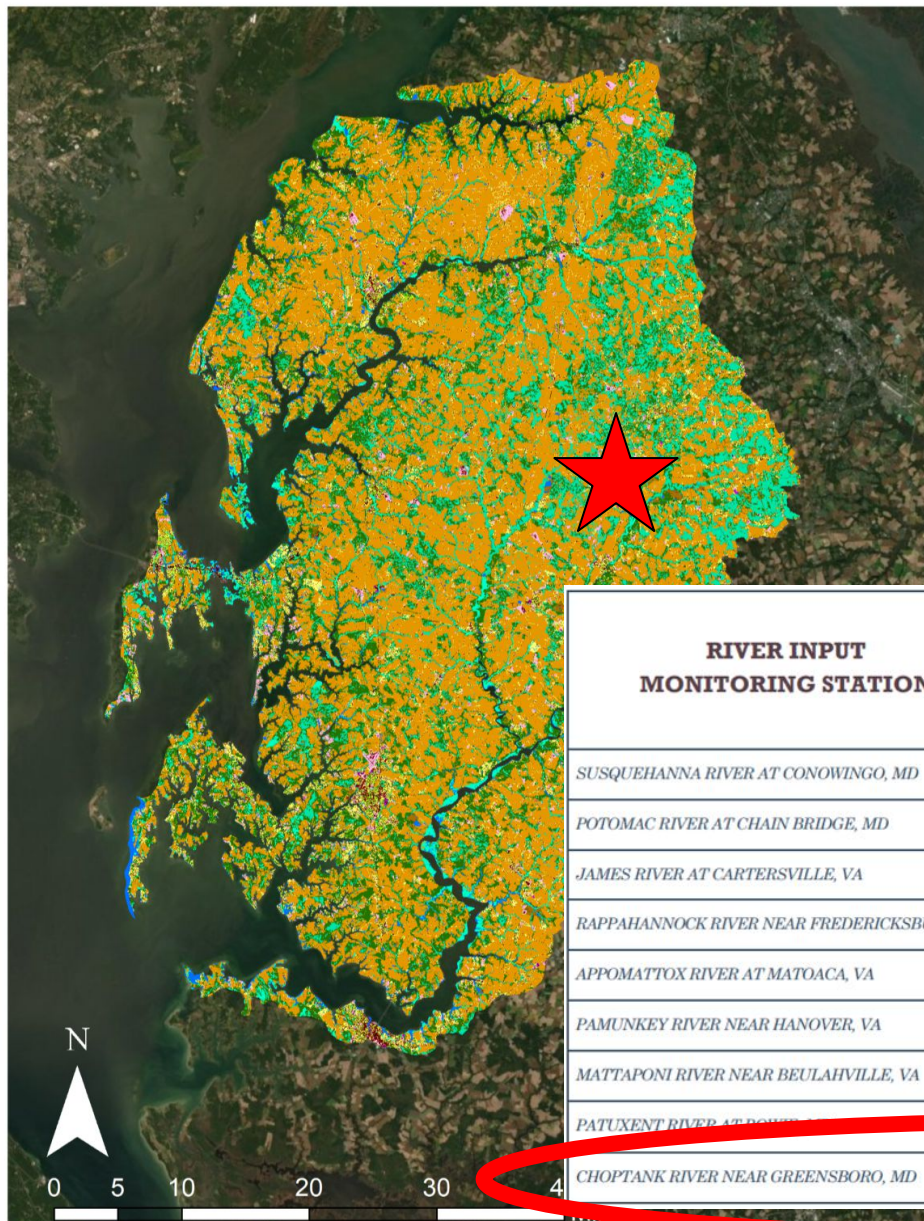 RIVER INPUT
MONITORING STATION
SUSQUEHANNA RIVER AT CONOWINGO, MD
POTOMAC RIVER AT CHAIN BRIDGE, MD
JAMES RIVER AT CARTERSVILLE, VA
RAPPAHANNOCK RIVER NEAR
APPOMATTOX RIVER AT MATOACA, VA
PAMUNKEY RIVER NEAR HANOVER, VA
MATTAPONI RIVER NEAR BEULAHVILLE, VA
PATUXENT RIVER AT
CHOPTANK RIVER NEAR GREENSBORO, MD
N
0 5 10 20 30